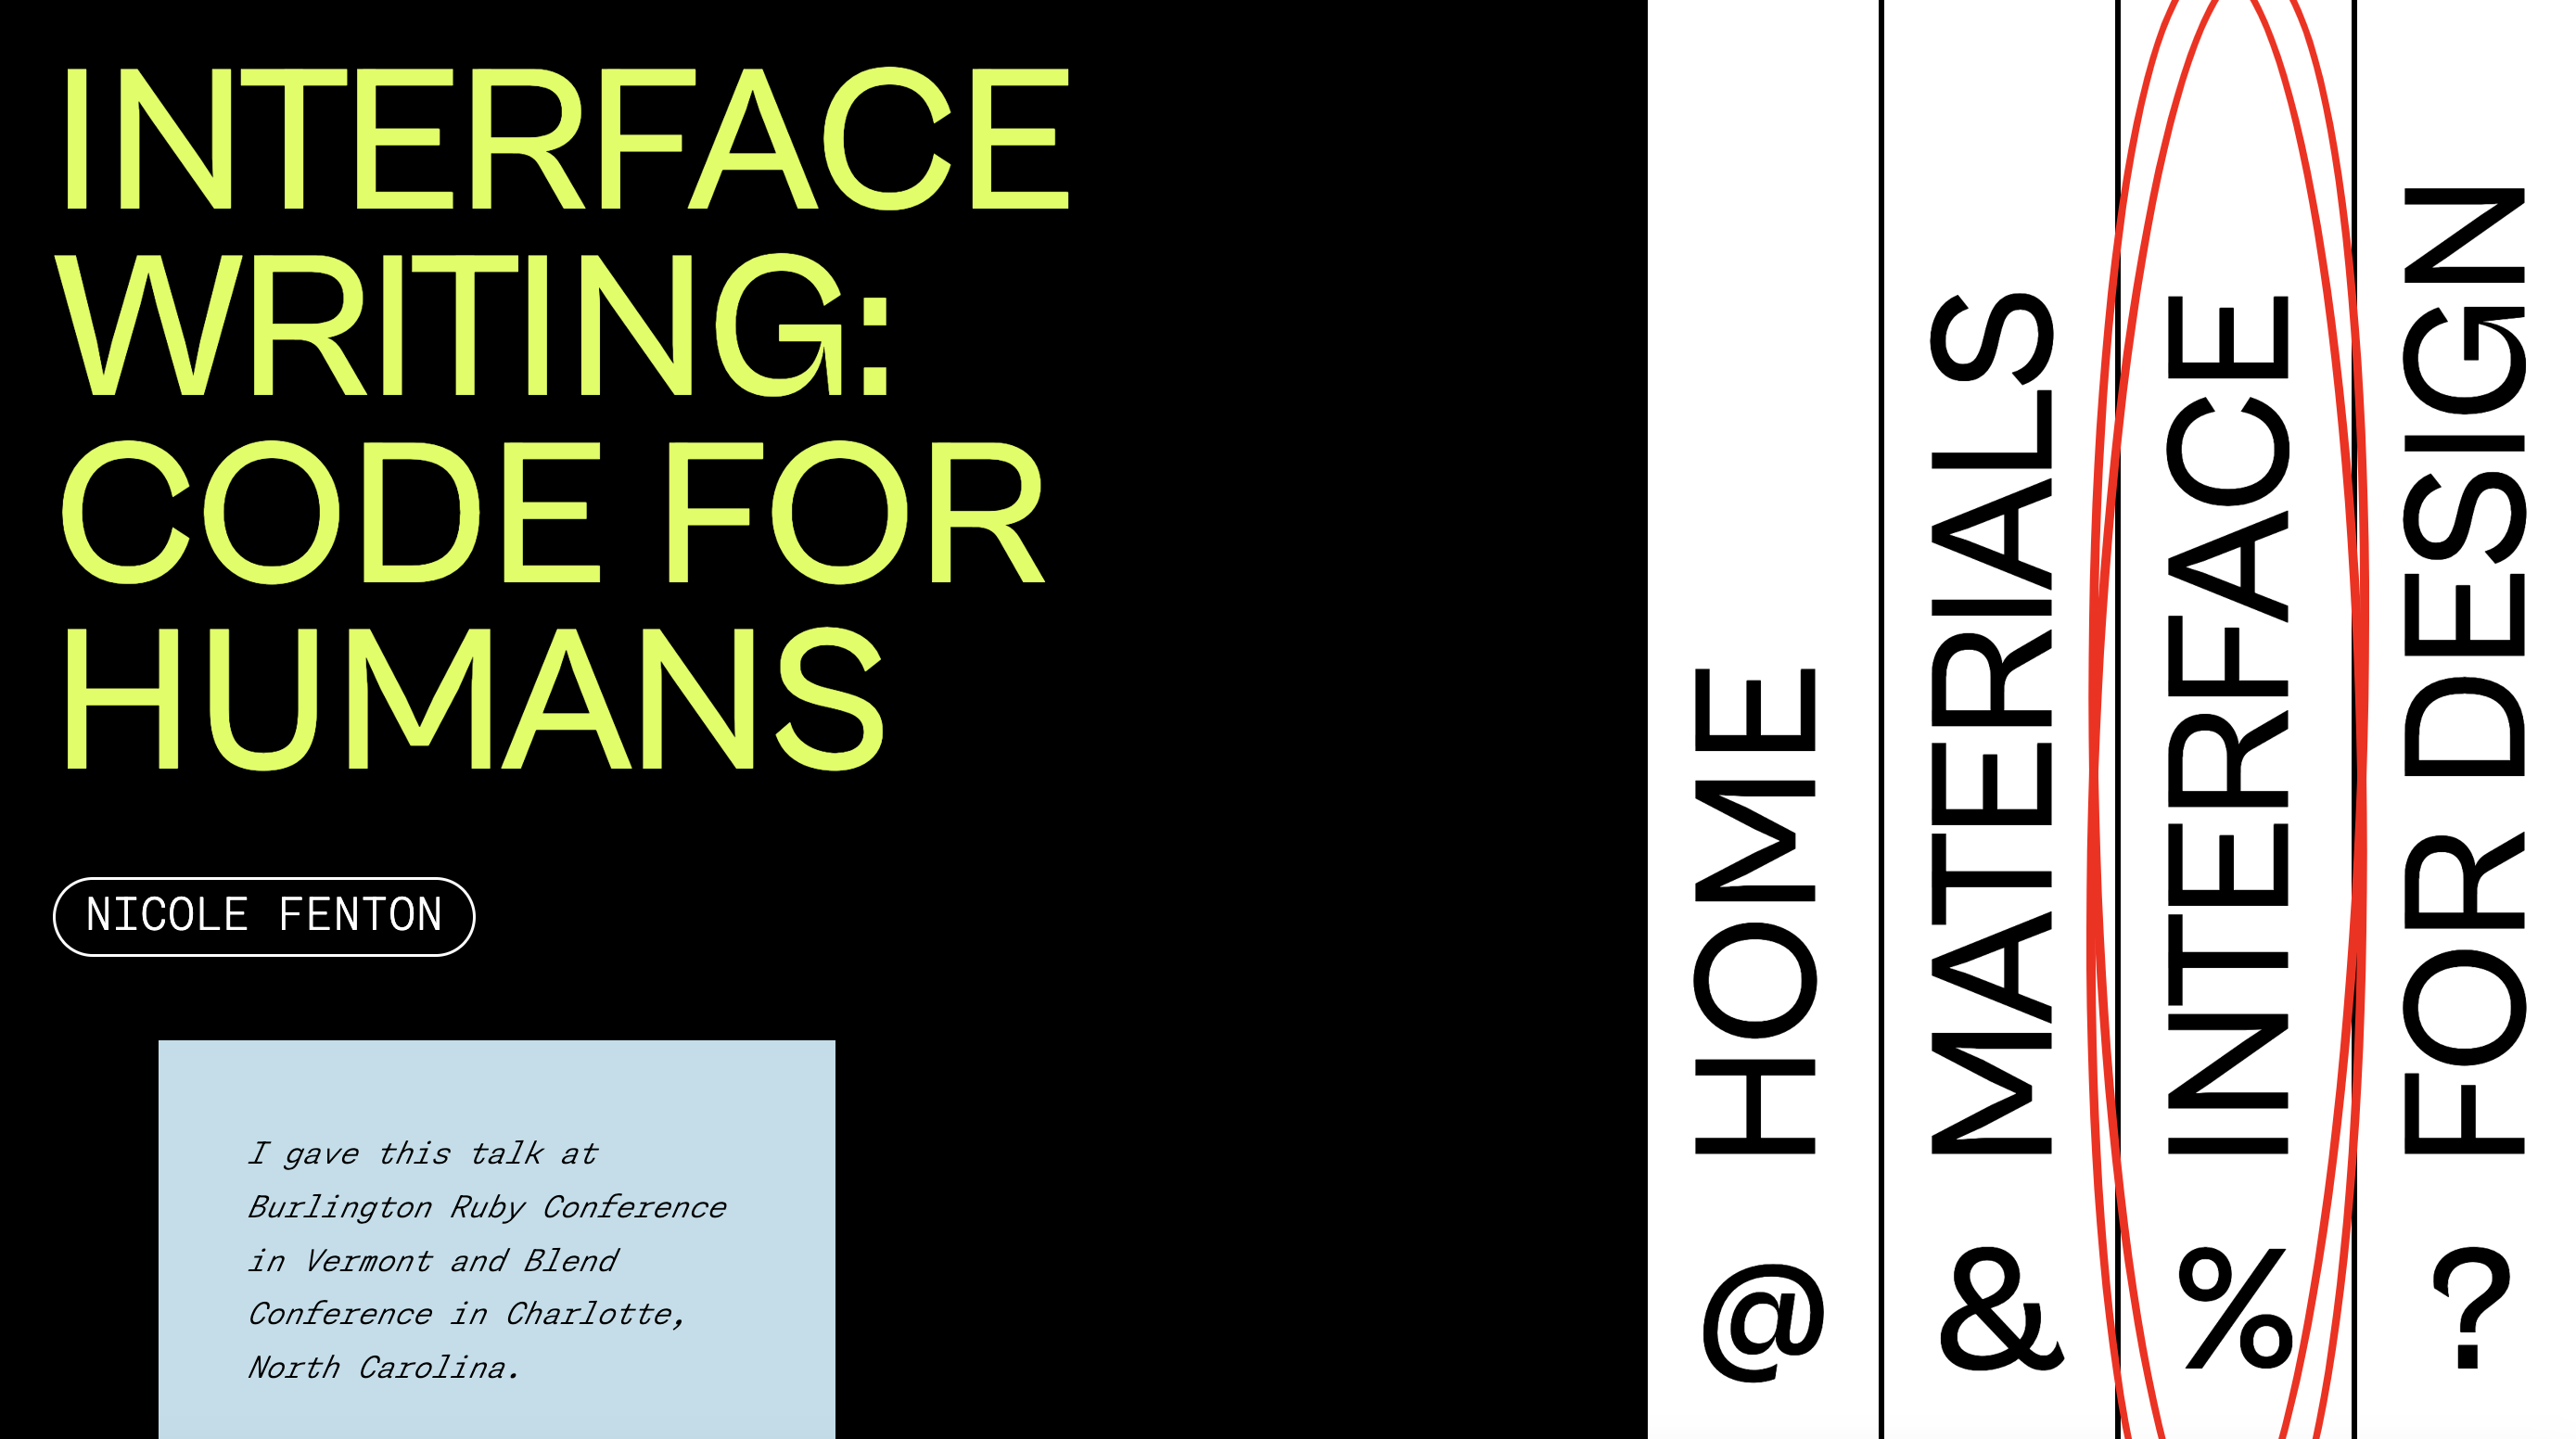 INTERFACE
WRITING:
CODE FOR
HUMANS
NICOLE FENTON
I gave this talk at
Burlington Ruby Conference
in Vermont and Blend
Conference in Charlotte,
North Carolina.
@ HOME
& MATERIALS
% INTERFACE
? FOR DESIGN